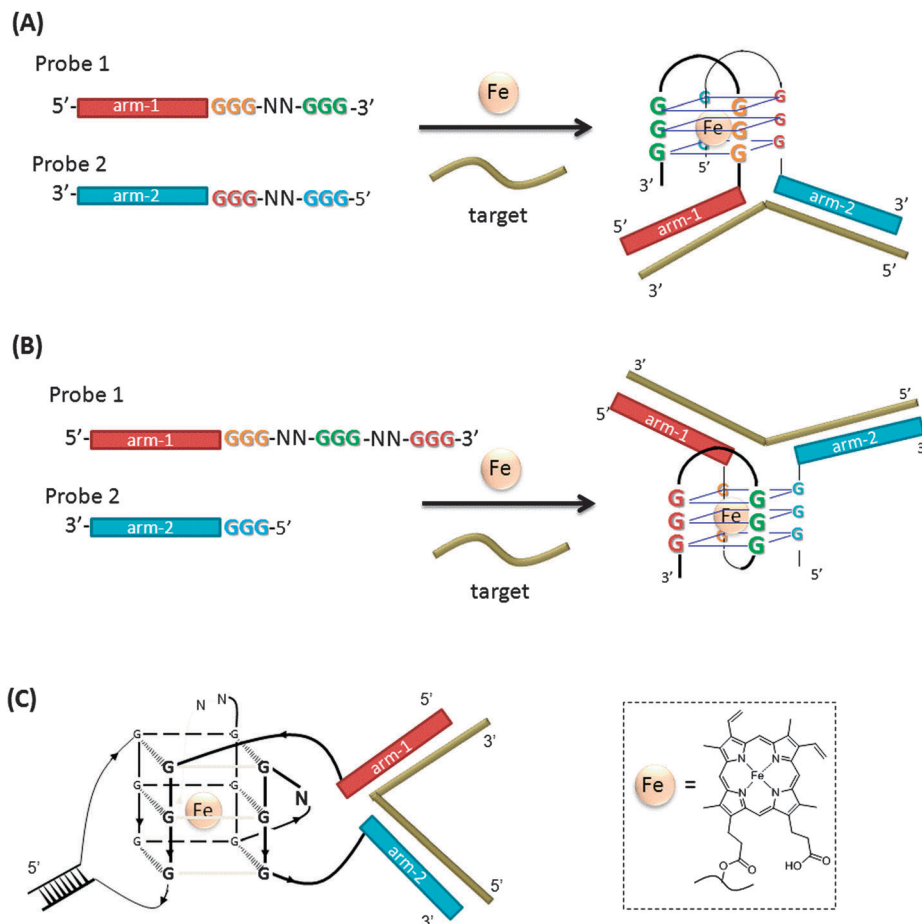 (A)
Probe 1
5’- arm-1 GGG-NN-GGG-3’
Probe 2
3’- arm-2 GGG-NN-GGG-5’
Fe
target
G G G
G G G
G G G
Fe
3’ 5’
5’ arm-1 arm-2 3’
3’ 5’
(B)
Probe 1
5’- arm-1 GGG-NN-GGG-NN-GGG-3’
Probe 2
3’- arm-2 GGG-5’
Fe
target
3’ 5’
5’ arm-1 arm-2 3’
G G G G
G G G
G G G G
Fe
3’ 5’
(C)
N N
G G
G G
G G N
G G
G G
G G
Fe
5’
5’ arm-1 3’
arm-2 5’
3’
Fe =
N N
Fe
N N
O
O
HO
O